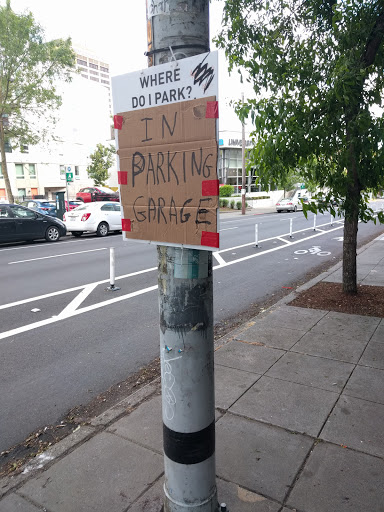 WHERE
DO I PARK?
IN
PARKING
GARAGE